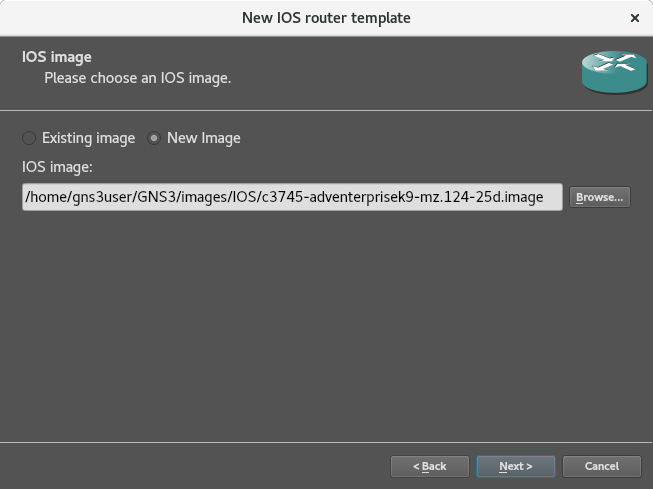 New IOS router template
IOS image
Please choose an IOS image.
Existing image New Image
IOS image:
/home/gns3user/GNS3/images/IOS/c3745-adventerprisek9-mz.124-25d.image Browse...
< Back Next > Cancel